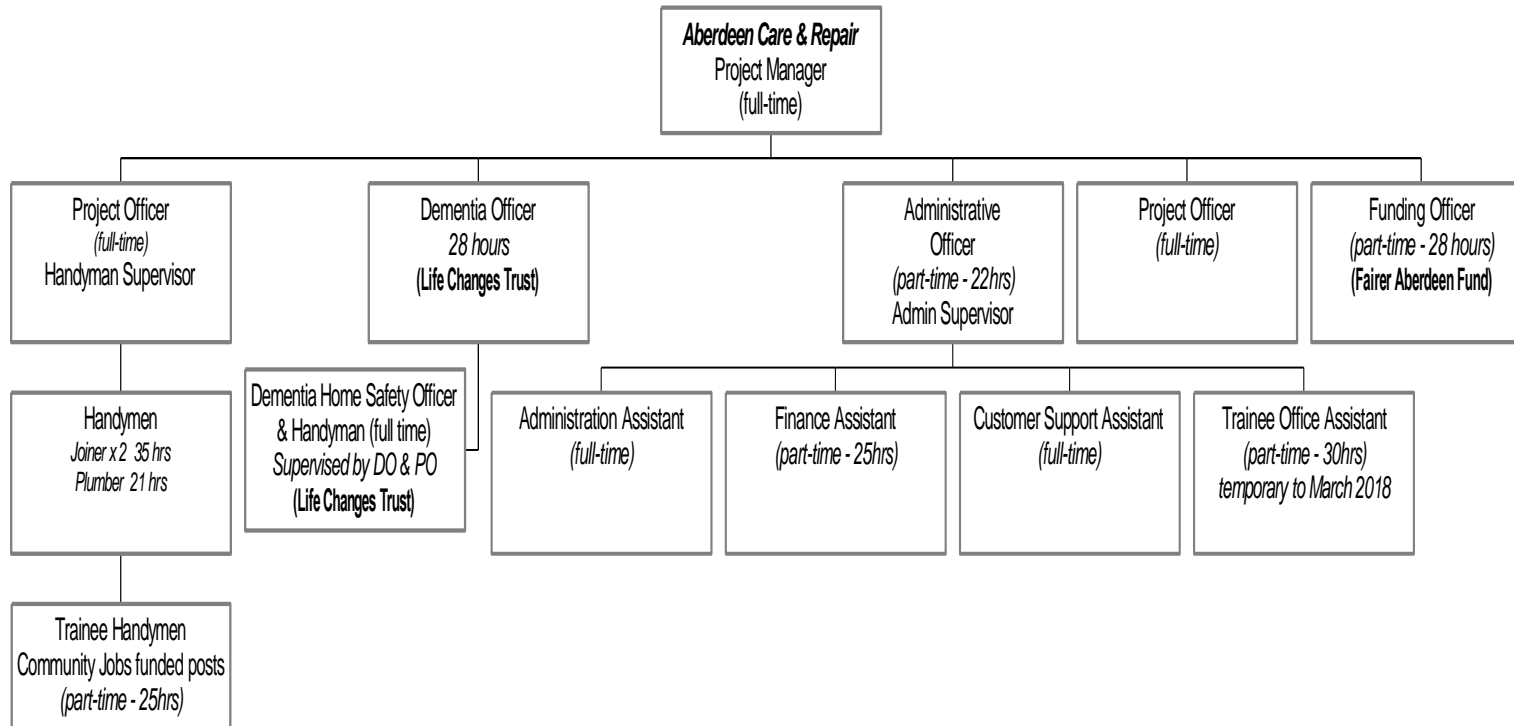 Aberdeen Care & Repair
Project Manager
(full-time)
Project Officer
(full-time)
Handyman Supervisor
Dementia Officer
28 hours
(Life Changes Trust)
Administrative
Officer
(part-time - 22hrs)
Admin Supervisor
Project Officer
(full-time)
Funding Officer
(part-time - 28 hours)
(Fairer Aberdeen Fund)
Handymen
Joiner x 2 35 hrs
Plumber 21 hrs
Dementia Home Safety Officer
& Handyman (full time)
Supervised by DO & PO
(Life Changes Trust)
Administration Assistant
(full-time)
Finance Assistant
(part-time - 25hrs)
Customer Support Assistant
(full-time)
Trainee Office Assistant
(part-time - 30hrs)
temporary to March 2018
Trainee Handymen
Community Jobs funded posts
(part-time - 25hrs)